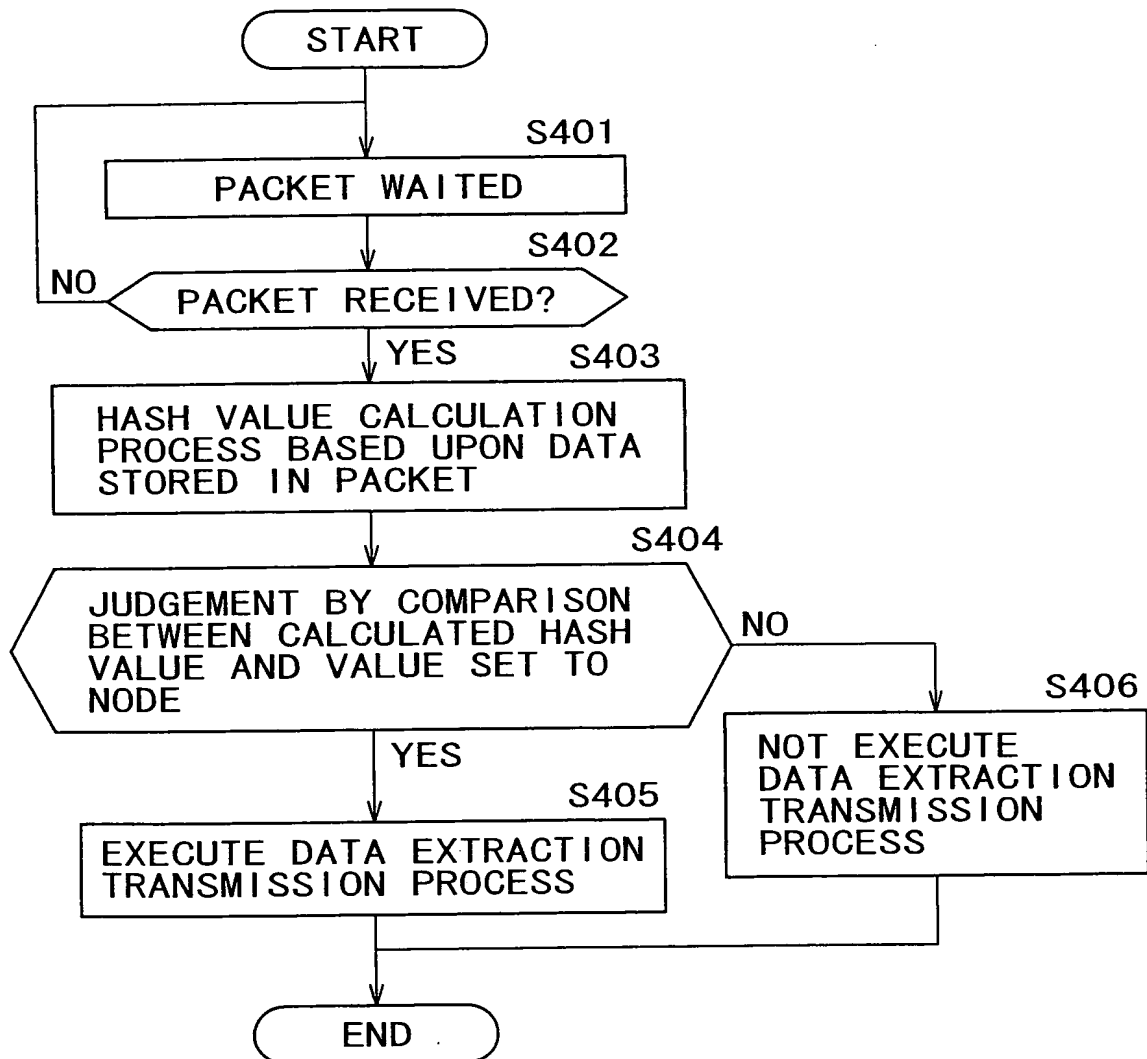 START
S401
PACKET WAITED
S402
NO
PACKET RECEIVED?
YES
S403
HASH VALUE CALCULATION
PROCESS BASED UPON DATA
STORED IN PACKET
S404
JUDGEMENT BY COMPARISON
BETWEEN CALCULATED HASH
VALUE AND VALUE SET TO
NODE
NO
YES
S406
NOT EXECUTE
DATA EXTRACTION
TRANSMISSION
PROCESS
S405
EXECUTE DATA EXTRACTION
TRANSMISSION PROCESS
END